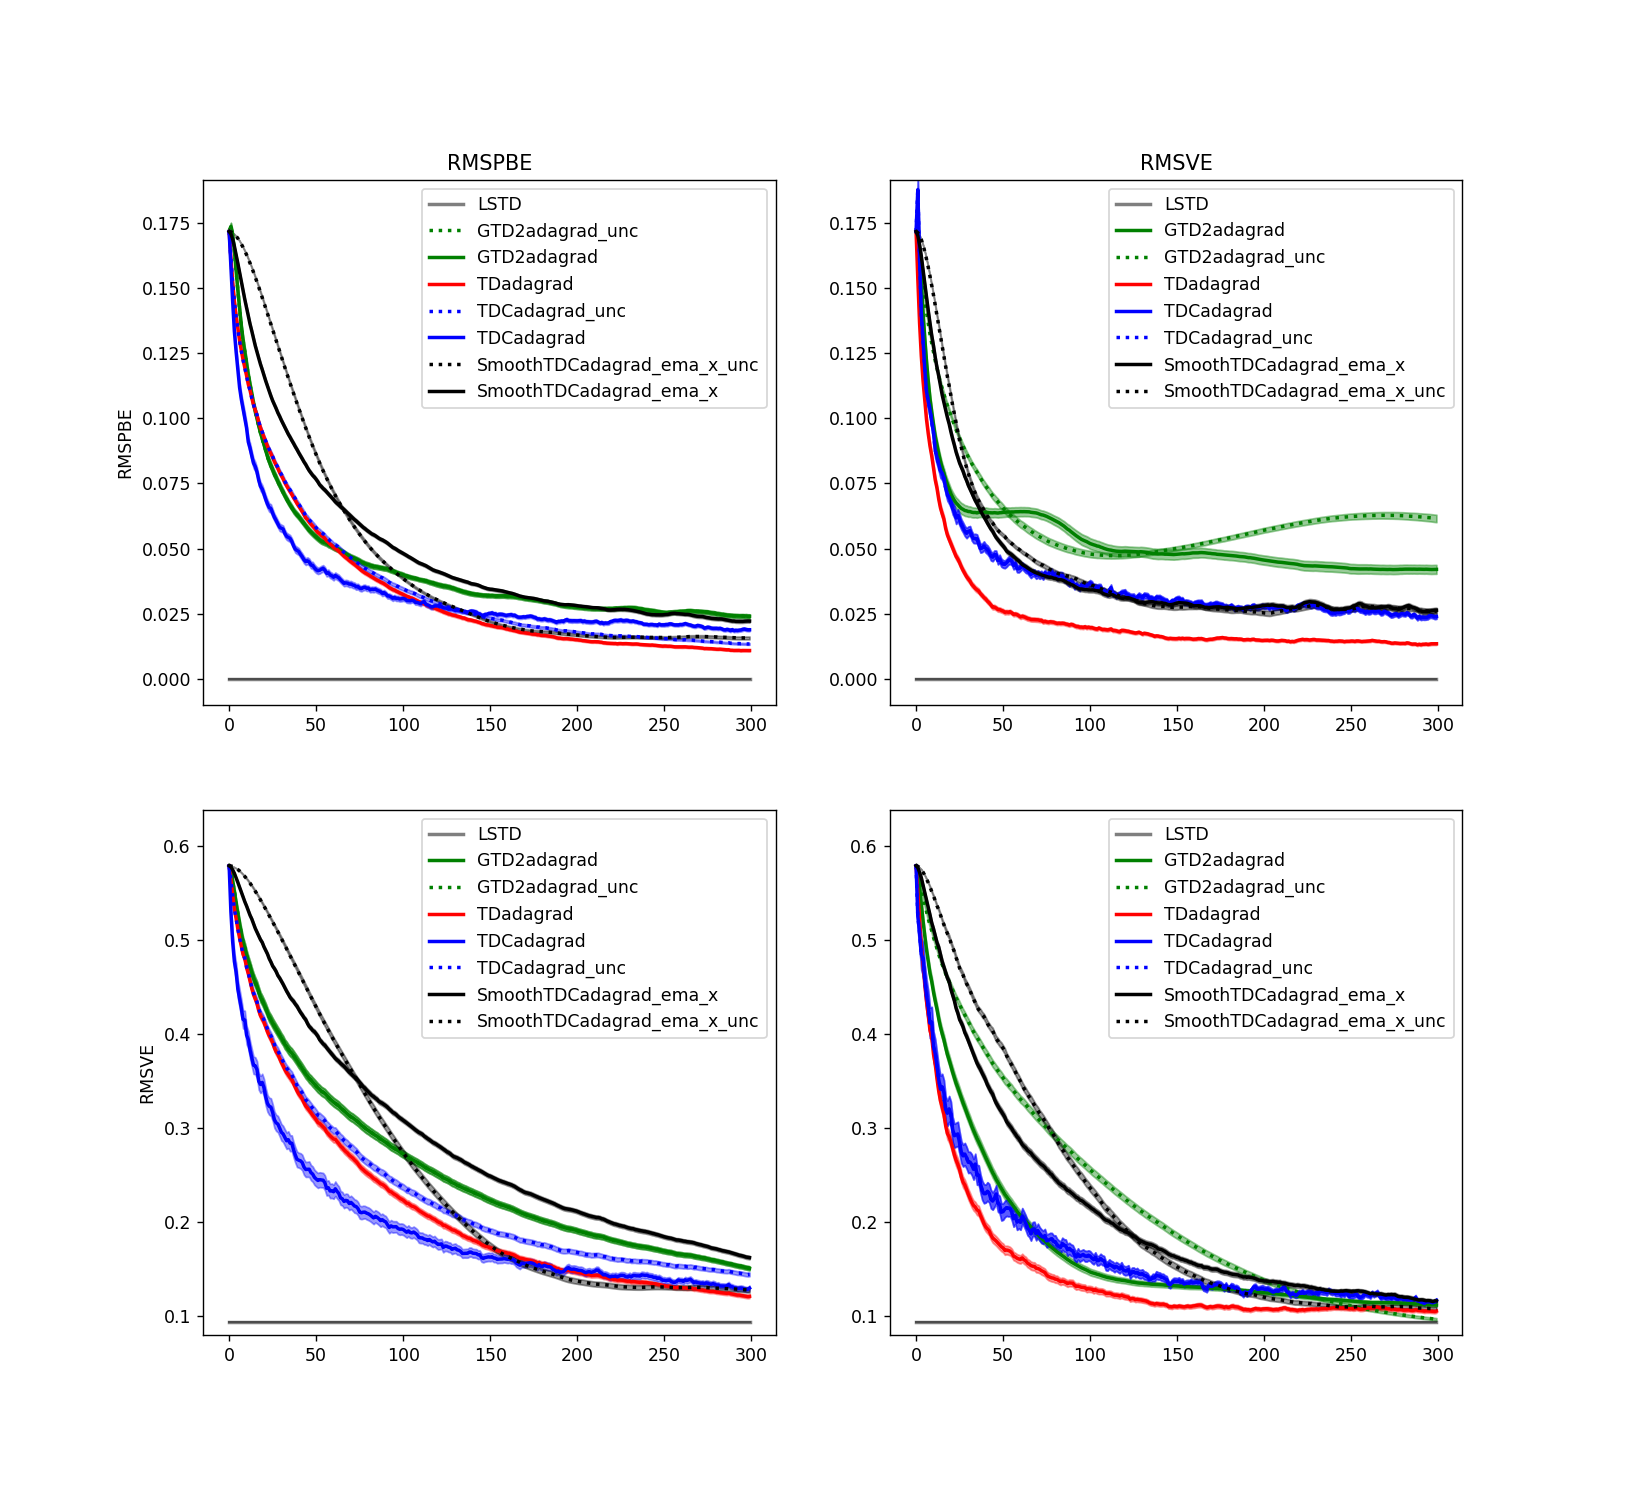 RMSPBE
RMSPBE
0.175
0.150
0.125
0.100
0.075
0.050
0.025
0.000
LSTD
GTD2adagrad_unc
GTD2adagrad
TDadagrad
TDCadagrad_unc
TDCadagrad
SmoothTDCadagrad_ema_x_unc
SmoothTDCadagrad_ema_x
0 50 100 150 200 250 300
RMSVE
0.175
0.150
0.125
0.100
0.075
0.050
0.025
0.000
LSTD
GTD2adagrad
GTD2adagrad_unc
TDadagrad
TDCadagrad
TDCadagrad_unc
SmoothTDCadagrad_ema_x
SmoothTDCadagrad_ema_x_unc
0 50 100 150 200 250 300
RMSVE
0.6
0.5
0.4
0.3
0.2
0.1
LSTD
GTD2adagrad
GTD2adagrad_unc
TDadagrad
TDCadagrad
TDCadagrad_unc
SmoothTDCadagrad_ema_x
SmoothTDCadagrad_ema_x_unc
0 50 100 150 200 250 300
0.6
0.5
0.4
0.3
0.2
0.1
LSTD
GTD2adagrad
GTD2adagrad_unc
TDadagrad
TDCadagrad
TDCadagrad_unc
SmoothTDCadagrad_ema_x
SmoothTDCadagrad_ema_x_unc
0 50 100 150 200 250 300